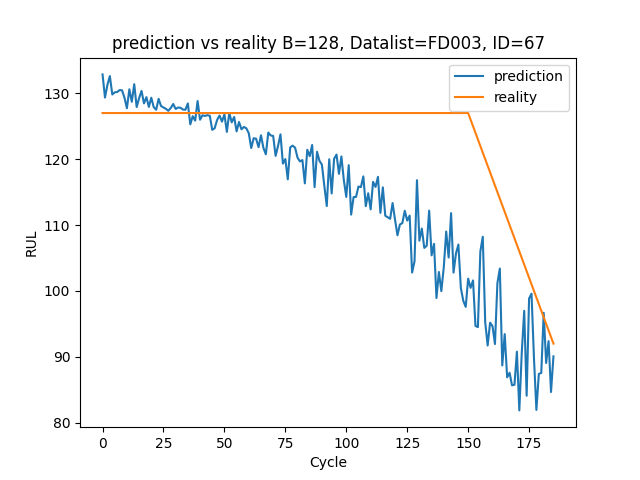 prediction vs reality B=128, Datalist=FD003, ID=67
prediction
reality
RUL
130
120
110
100
90
80
0 25 50 75 100 125 150 175
Cycle